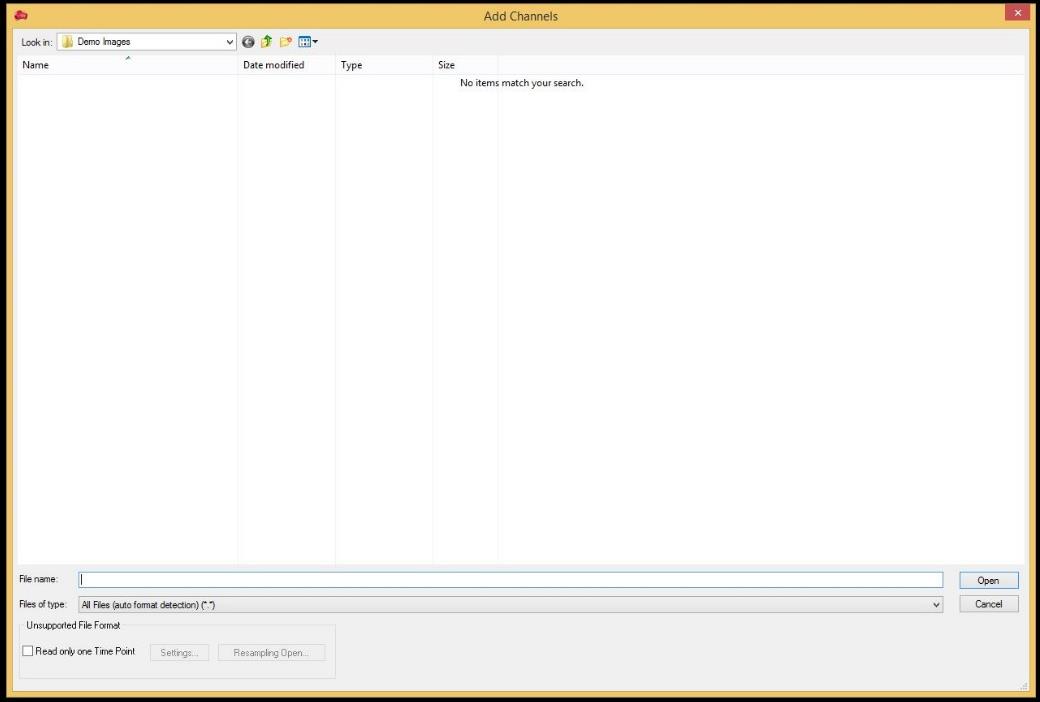 Add Channels
Look in: Demo Images
Name Date modified Type Size
No items match your search.
File name: Open
Files of type: All Files (auto format detection) (*.*) Cancel
Unsupported File Format
Read only one Time Point Settings... Resampling Open...